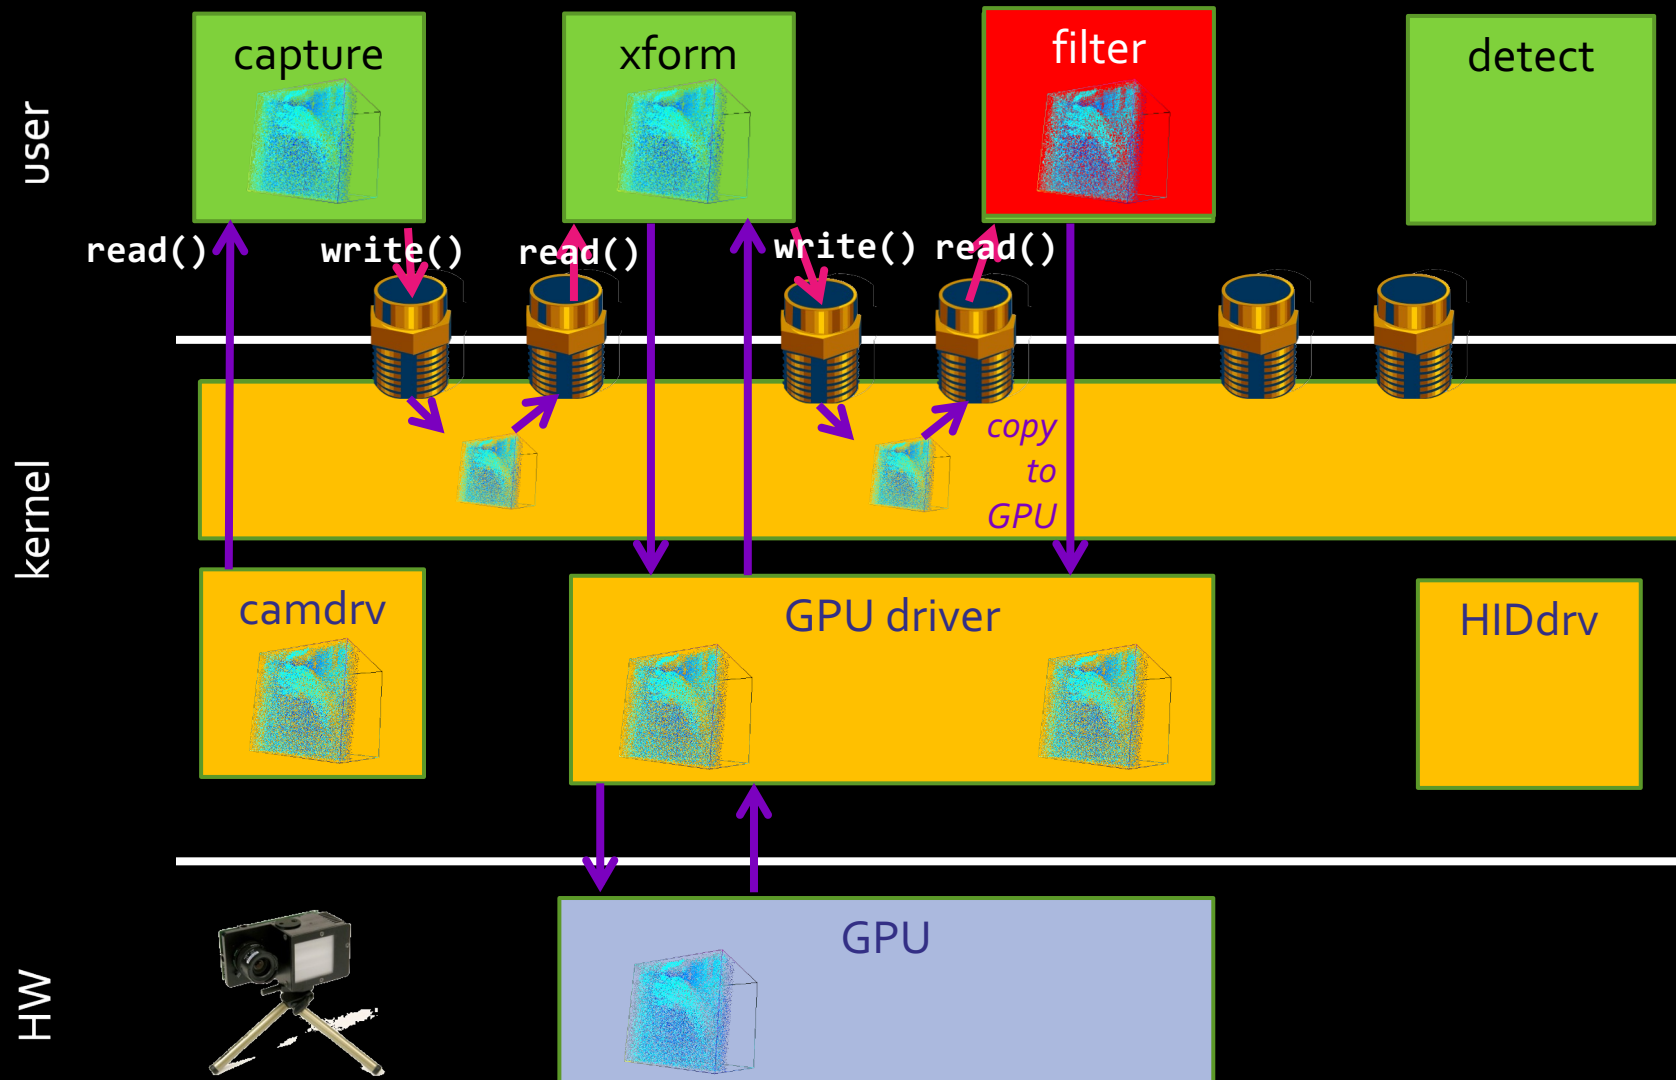 user
capture
xform
filter
detect
read()
write()
read()
write()
read()
kernel
copy
to
GPU
camdrv
GPU driver
HIDdrv
HW
GPU